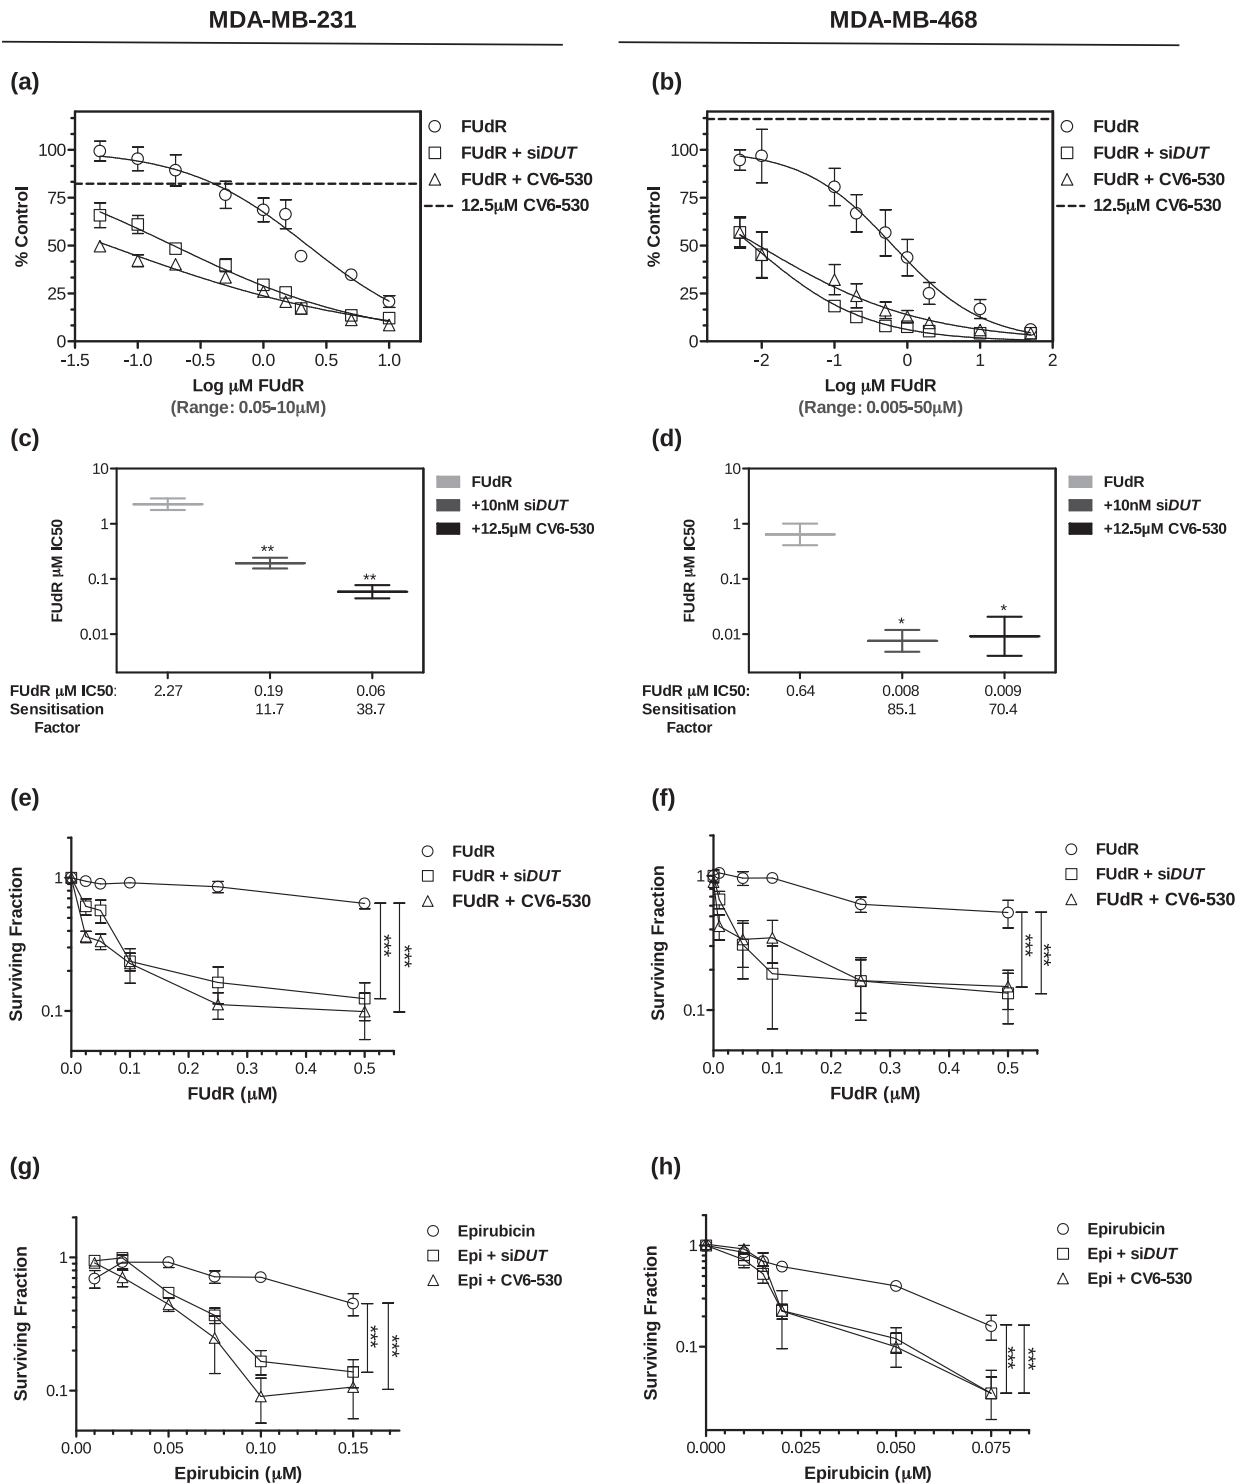 MDA-MB-231
MDA-MB-468
(a)
% Control
100
75
50
25
0
-1.5
-1.0
-0.5
0.0
0.5
1.0
Log μM FUdR
(Range: 0.05-10μM)
FUdR
FUdR + siDUT
FUdR + CV6-530
12.5μM CV6-530
(b)
% Control
100
75
50
25
0
-2
-1
0
1
2
Log μM FUdR
(Range: 0.005-50μM)
FUdR
FUdR + siDUT
FUdR + CV6-530
12.5μM CV6-530
(c)
FUdR μM IC50
10
1
0.1
0.01
**
**
FUdR
+10nM siDUT
+12.5μM CV6-530
FUdR μM IC50: 2.27 0.19 0.06
Sensitisation 11.7 38.7
Factor
(d)
FUdR μM IC50
10
1
0.1
0.01
*
*
FUdR
+10nM siDUT
+12.5μM CV6-530
FUdR μM IC50: 0.64 0.008 0.009
Sensitisation 85.1 70.4
Factor
(e)
Surviving Fraction
1
0.1
0.0
0.1
0.2
0.3
0.4
0.5
FUdR (μM)
FUdR
FUdR + siDUT
FUdR + CV6-530
***
***
(f)
Surviving Fraction
1
0.1
0.0
0.1
0.2
0.3
0.4
0.5
FUdR (μM)
FUdR
FUdR + siDUT
FUdR + CV6-530
***
***
(g)
Surviving Fraction
1
0.1
0.00
0.05
0.10
0.15
Epirubicin (μM)
Epirubicin
Epi + siDUT
Epi + CV6-530
***
***
(h)
Surviving Fraction
1
0.1
0.000
0.025
0.050
0.075
Epirubicin (μM)
Epirubicin
Epi + siDUT
Epi + CV6-530
***
***